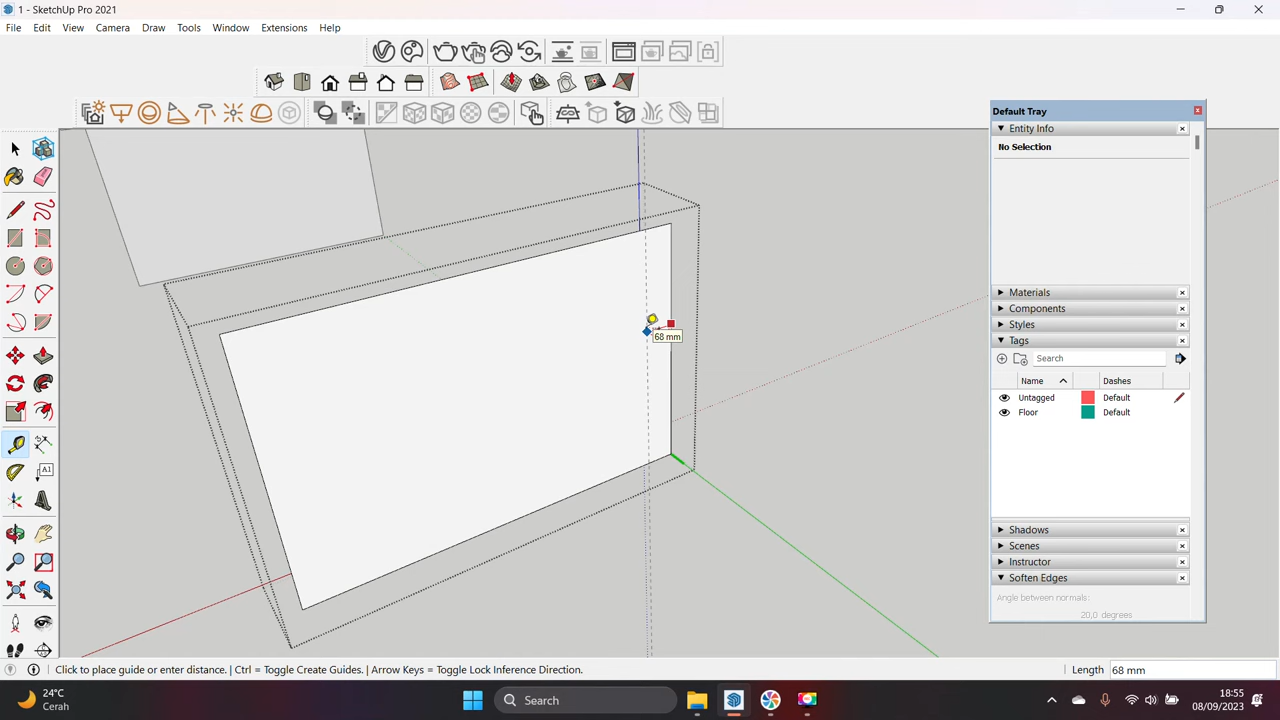 1 - SketchUp Pro 2021
File Edit View Camera Draw Tools Window Extensions Help
Default Tray
Entity Info
No Selection
Materials
Components
Styles
Tags
Search
Name Dashes
Untagged Default
Floor Default
Shadows
Scenes
Instructor
Soften Edges
Angle between normals:
20,0 degrees
68 mm
A1
Click to place guide or enter distance. | Ctrl = Toggle Create Guides. | Arrow Keys = Toggle Lock Inference Direction.
Length 68 mm
24°C
Cerah
Search
18:55
08/09/2023